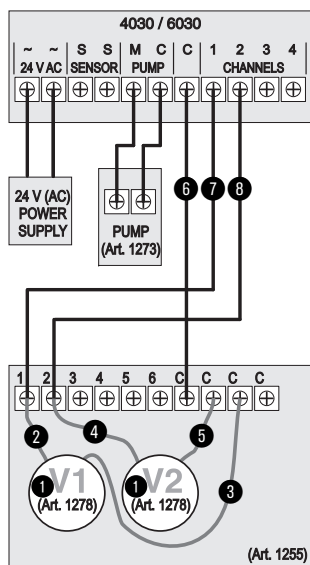 4030 / 6030
~ ~ S S M C C 1 2 3 4
24 V AC SENSOR PUMP CHANNELS
24 V (AC)
POWER
SUPPLY
PUMP
(Art. 1273)
6 7 8
1 2 3 4 5 6 C C C C
2 4 5
1 V1 1 V2 3
(Art. 1278) (Art. 1278)
(Art. 1255)